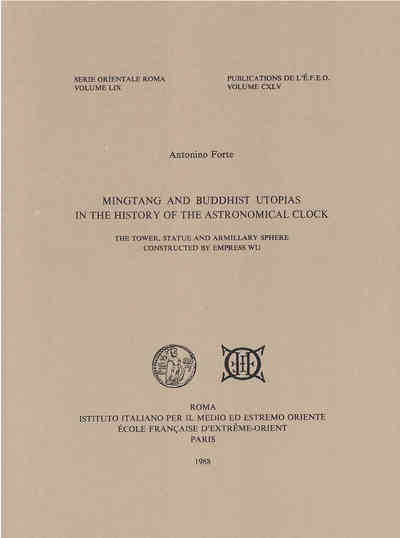 SERIE ORIENTALE ROMA
VOLUME LIX
PUBLICATIONS DE L'É.F.E.O.
VOLUME CXLV
Antonino Forte
MINGTANG AND BUDDHIST UTOPIAS
IN THE HISTORY OF THE ASTRONOMICAL CLOCK
THE TOWER, STATUE AND ARMILLARY SPHERE
CONSTRUCTED BY EMPRESS WU
ROMA
ISTITUTO ITALIANO PER IL MEDIO ED ESTREMO ORIENTE
ÉCOLE FRANÇAISE D'EXTRÊME-ORIENT
PARIS
1988